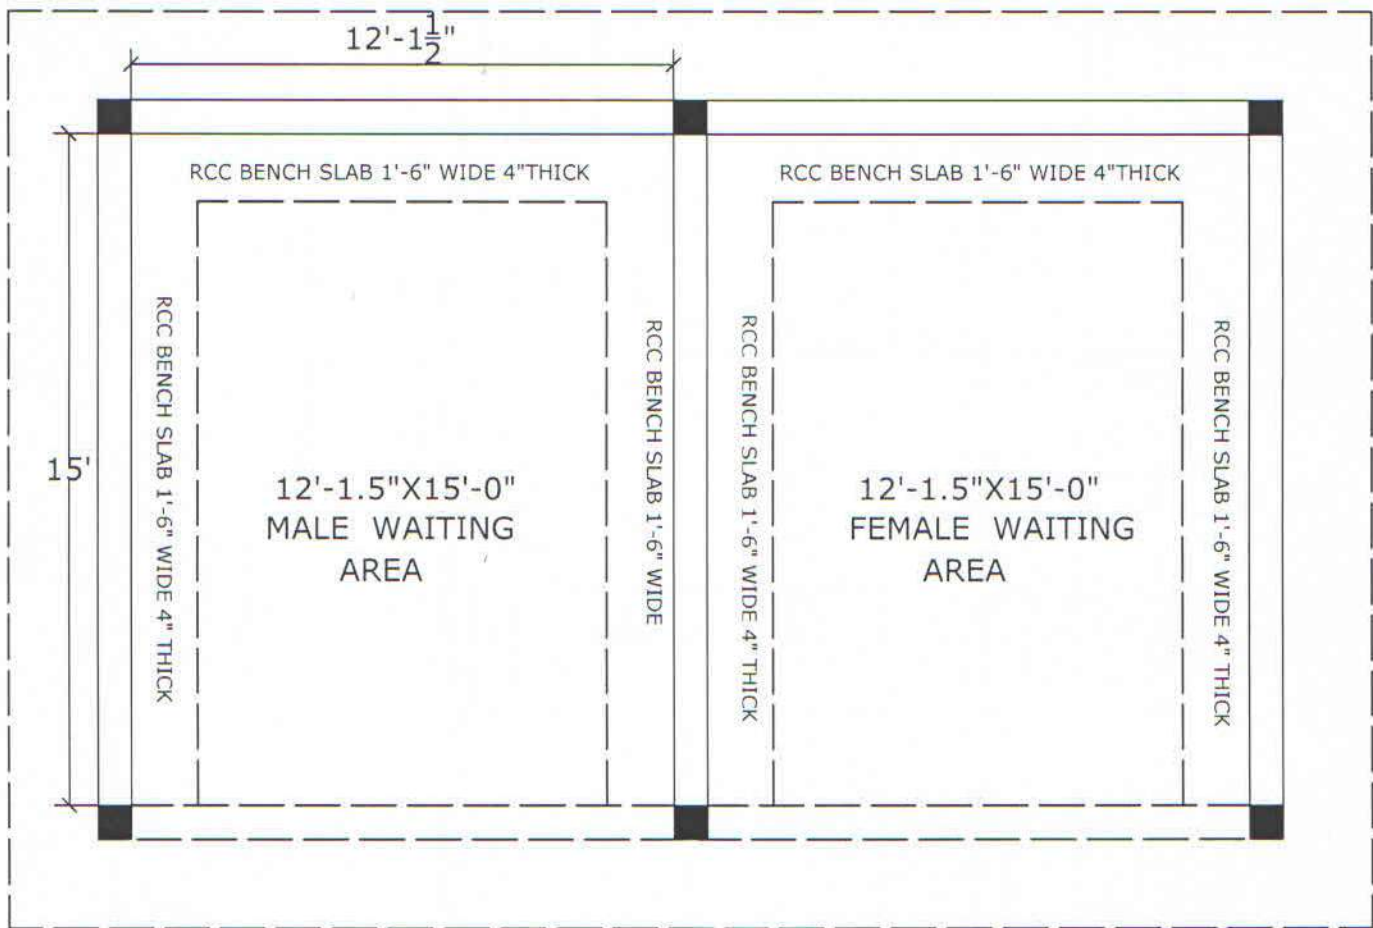 12'-1 1/2"
RCC BENCH SLAB 1'-6" WIDE 4"THICK
RCC BENCH SLAB 1'-6" WIDE 4"THICK
RCC BENCH SLAB 1'-6" WIDE 4" THICK
RCC BENCH SLAB 1'-6" WIDE
RCC BENCH SLAB 1'-6" WIDE 4" THICK
RCC BENCH SLAB 1'-6" WIDE 4" THICK
15'
12'-1.5"X15'-0"
MALE WAITING
AREA
12'-1.5"X15'-0"
FEMALE WAITING
AREA